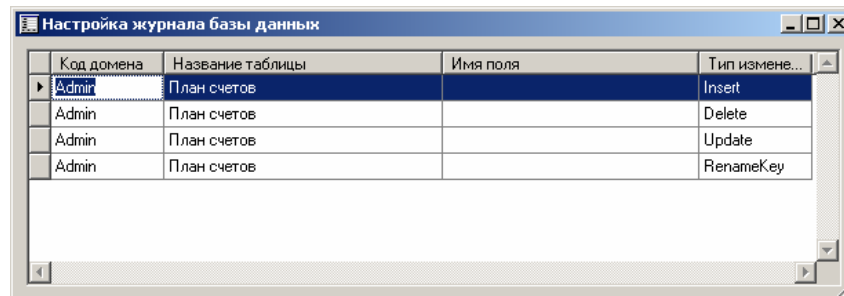 Настройка журнала базы данных
Код домена Название таблицы Имя поля Тип измене...
Admin План счетов Insert
Admin План счетов Delete
Admin План счетов Update
Admin План счетов RenameKey